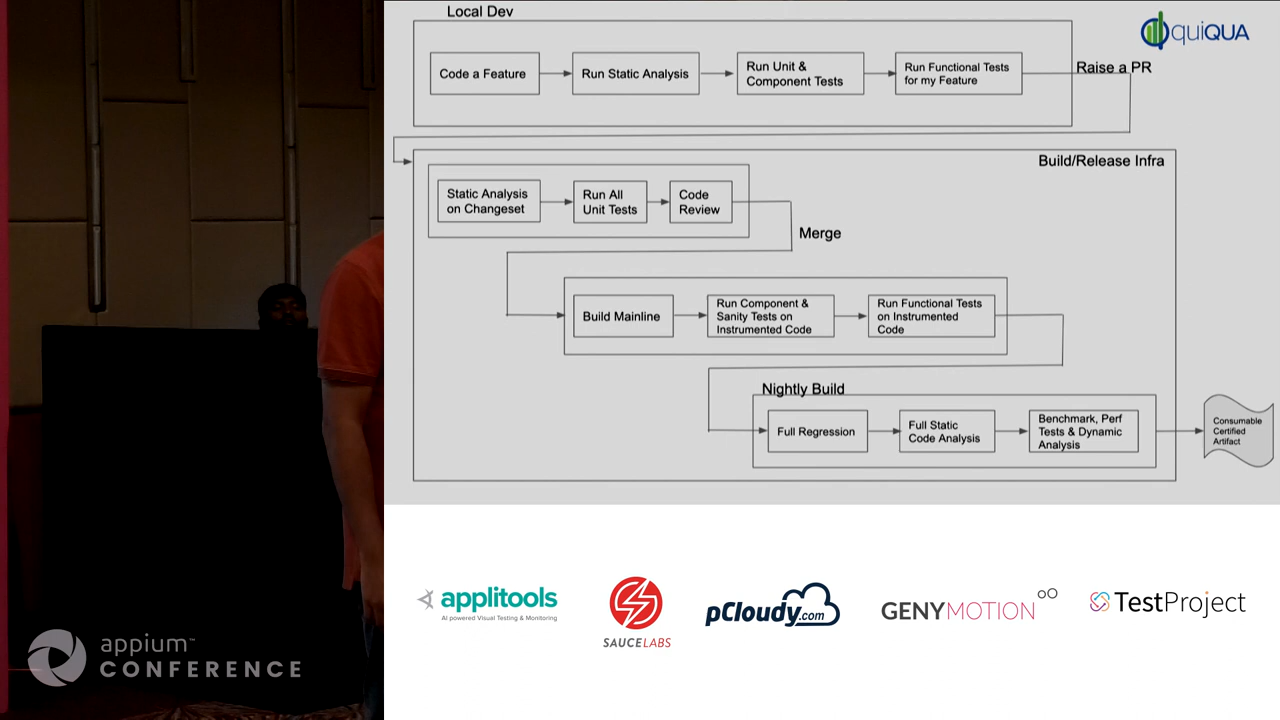 Local Dev
quiQUA
Code a Feature
Run Static Analysis
Run Unit &
Component Tests
Run Functional Tests
for my Feature
Raise a PR
Build/Release Infra
Static Analysis
on Changeset
Run All
Unit Tests
Code
Review
Merge
Build Mainline
Run Component &
Sanity Tests on
Instrumented Code
Run Functional Tests
on Instrumented
Code
Nightly Build
Full Regression
Full Static
Code Analysis
Benchmark, Perf
Tests & Dynamic
Analysis
Consumable
Certified
Artifact
applitools
AI powered Visual Testing & Monitoring
SAUCELABS
pCloudy.com
GENYMOTION
TestProject
appium™
CONFERENCE